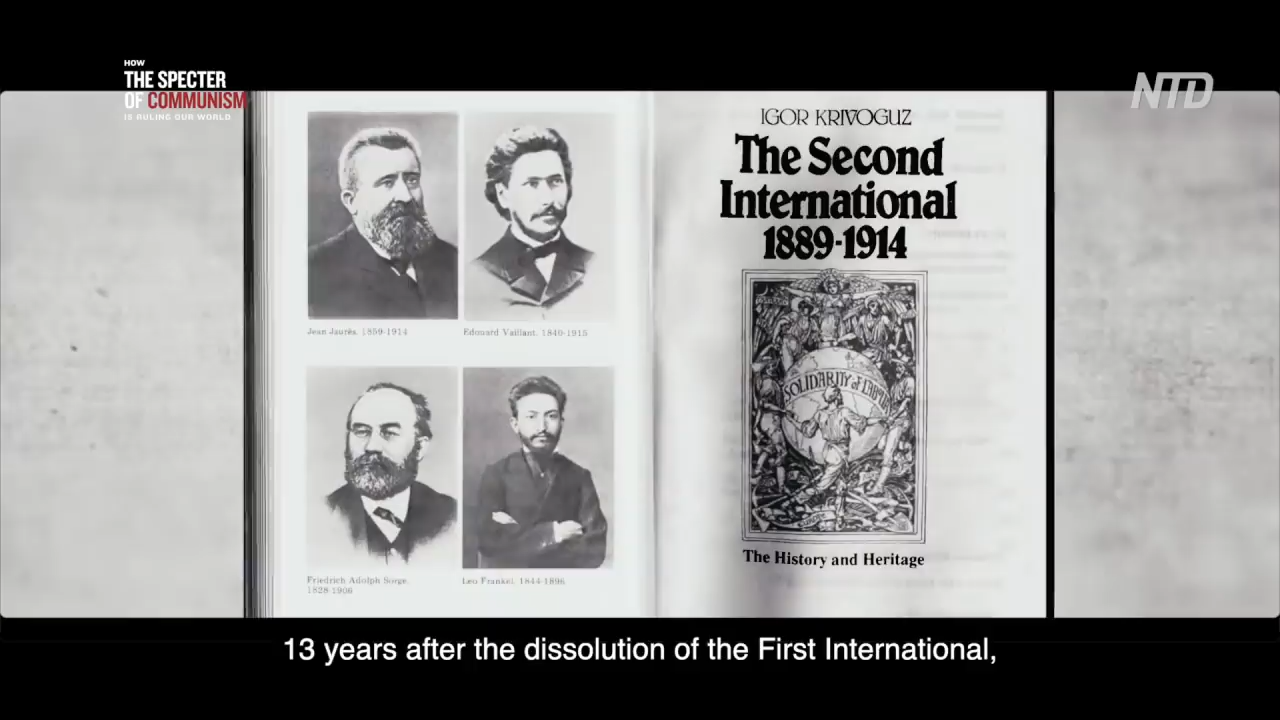 HOW
THE SPECTER
OF COMMUNISM
IS RULING OUR WORLD
NTD
Jean Jaurès. 1859-1914
Edouard Vaillant. 1840-1915
Friedrich Adolph Sorge.
1828-1906
Leo Frankel. 1844-1896
IGOR KRIVOGUZ
The Second
International
1889-1914
SOLIDARITY of LABOUR
The History and Heritage
13 years after the dissolution of the First International,